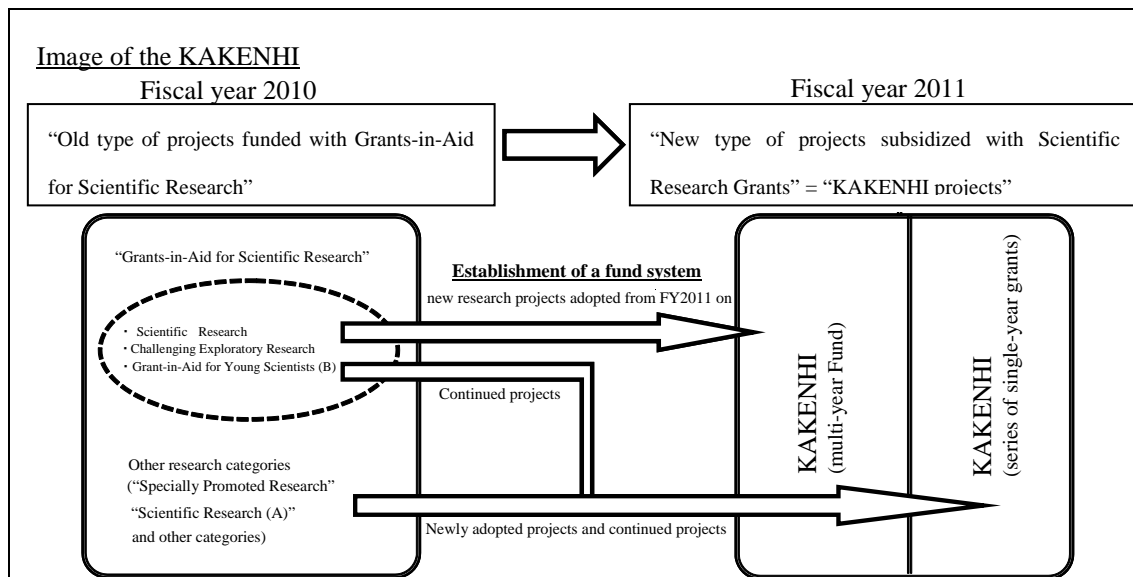 Image of the KAKENHI
Fiscal year 2010
Fiscal year 2011
“Old type of projects funded with Grants-in-Aid
for Scientific Research”
“New type of projects subsidized with Scientific
Research Grants” = “KAKENHI projects”
“Grants-in-Aid for Scientific Research”
・ Scientific Research
・Challenging Exploratory Research
・ Grant-in-Aid for Young Scientists (B)
Establishment of a fund system
new research projects adopted from FY2011 on
Continued projects
Other research categories
(“Specially Promoted Research”
“Scientific Research (A)”
and other categories)
Newly adopted projects and continued projects
KAKENHI
(multi-year Fund)
KAKENHI
(series of single-year grants)